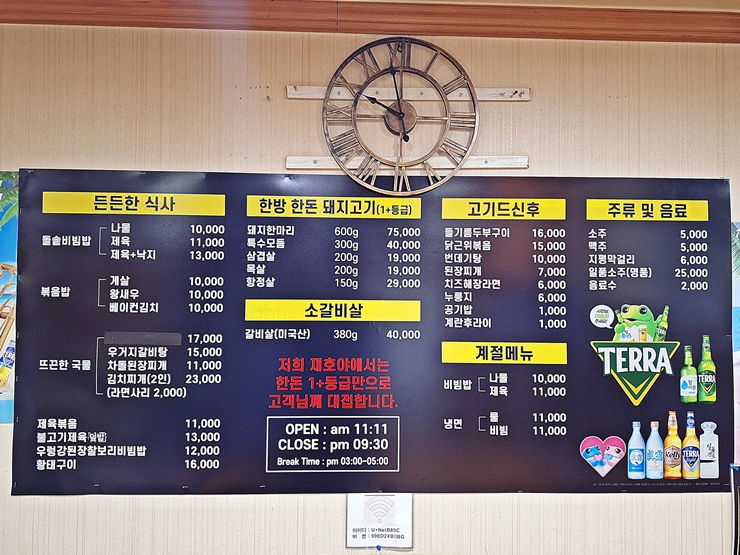 든든한 식사
돌솥비빔밥
나물 10,000
제육 11,000
제육+낙지 13,000
볶음밥
게살 10,000
왕새우 10,000
베이컨김치 10,000
뜨끈한 국물
17,000
우거지갈비탕 15,000
차돌된장찌개 11,000
김치찌개(2인) 23,000
(라면사리 2,000)
제육볶음 11,000
불고기제육 13,000
우렁강된장찰보리비빔밥 12,000
황태구이 16,000
한방 한돈 돼지고기(1+등급)
돼지한마리 600g 75,000
특수모듬 300g 40,000
삼겹살 200g 19,000
목살 200g 19,000
항정살 150g 29,000
소갈비살
갈비살(미국산) 380g 40,000
저희 재호야에서는
한돈 1+등급만으로
고객님께 대접합니다.
OPEN : am 11:11
CLOSE : pm 09:30
Break Time : pm 03:00-05:00
고기드신후
들기름두부구이 16,000
닭근위볶음 15,000
번데기탕 10,000
된장찌개 7,000
치즈해장라면 6,000
누룽지 6,000
공기밥 1,000
계란후라이 1,000
계절메뉴
비빔밥
나물 10,000
제육 11,000
냉면
물 11,000
비빔 11,000
주류 및 음료
소주 5,000
맥주 5,000
지평막걸리 6,000
일품소주(명품) 25,000
음료수 2,000
TERRA
TERRA
Kelly
TERRA
아이디 : U+NetB89C
비 번 : 99ED2#B0BG